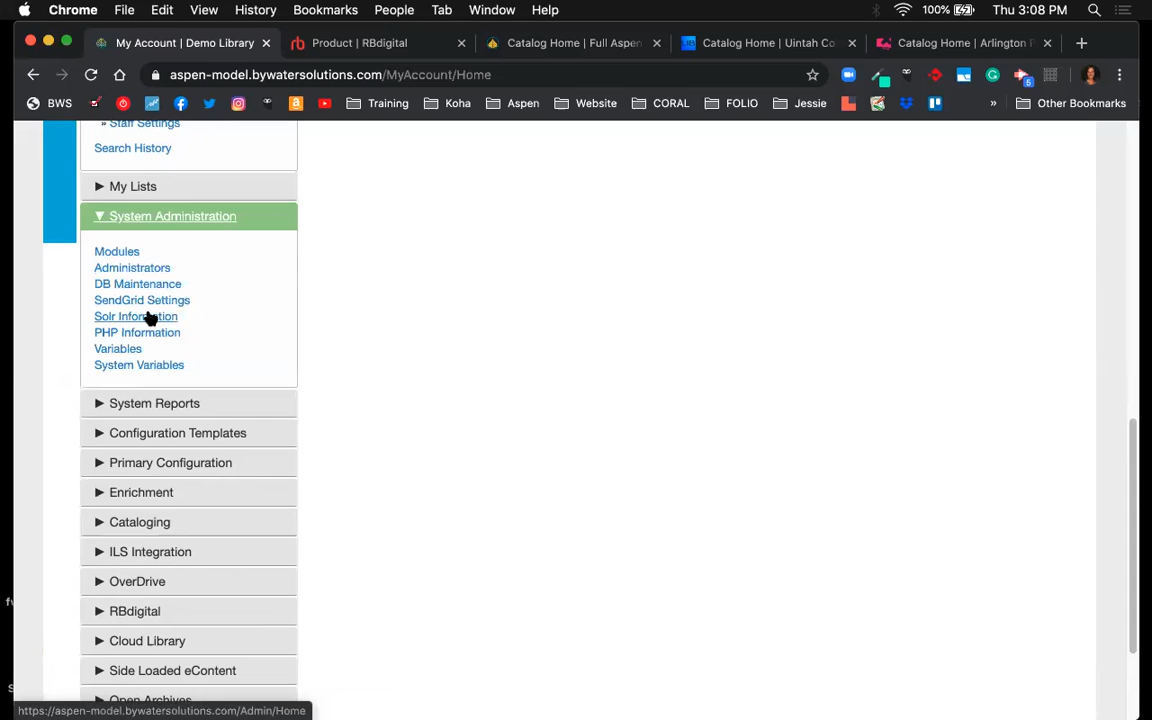 Chrome File Edit View History Bookmarks People Tab Window Help 100% Thu 3:08 PM
My Account | Demo Library Product | RBdigital Catalog Home | Full Aspen Catalog Home | Uintah Co Catalog Home | Arlington P
aspen-model.bywatersolutions.com/MyAccount/Home
BWS Training Koha Aspen Website CORAL FOLIO Jessie » Other Bookmarks
» Staff Settings
Search History
▶ My Lists
▼ System Administration
Modules
Administrators
DB Maintenance
SendGrid Settings
Solr Information
PHP Information
Variables
System Variables
▶ System Reports
▶ Configuration Templates
▶ Primary Configuration
▶ Enrichment
▶ Cataloging
▶ ILS Integration
▶ OverDrive
▶ RBdigital
▶ Cloud Library
▶ Side Loaded eContent
▶ Open Archives
https://aspen-model.bywatersolutions.com/Admin/Home